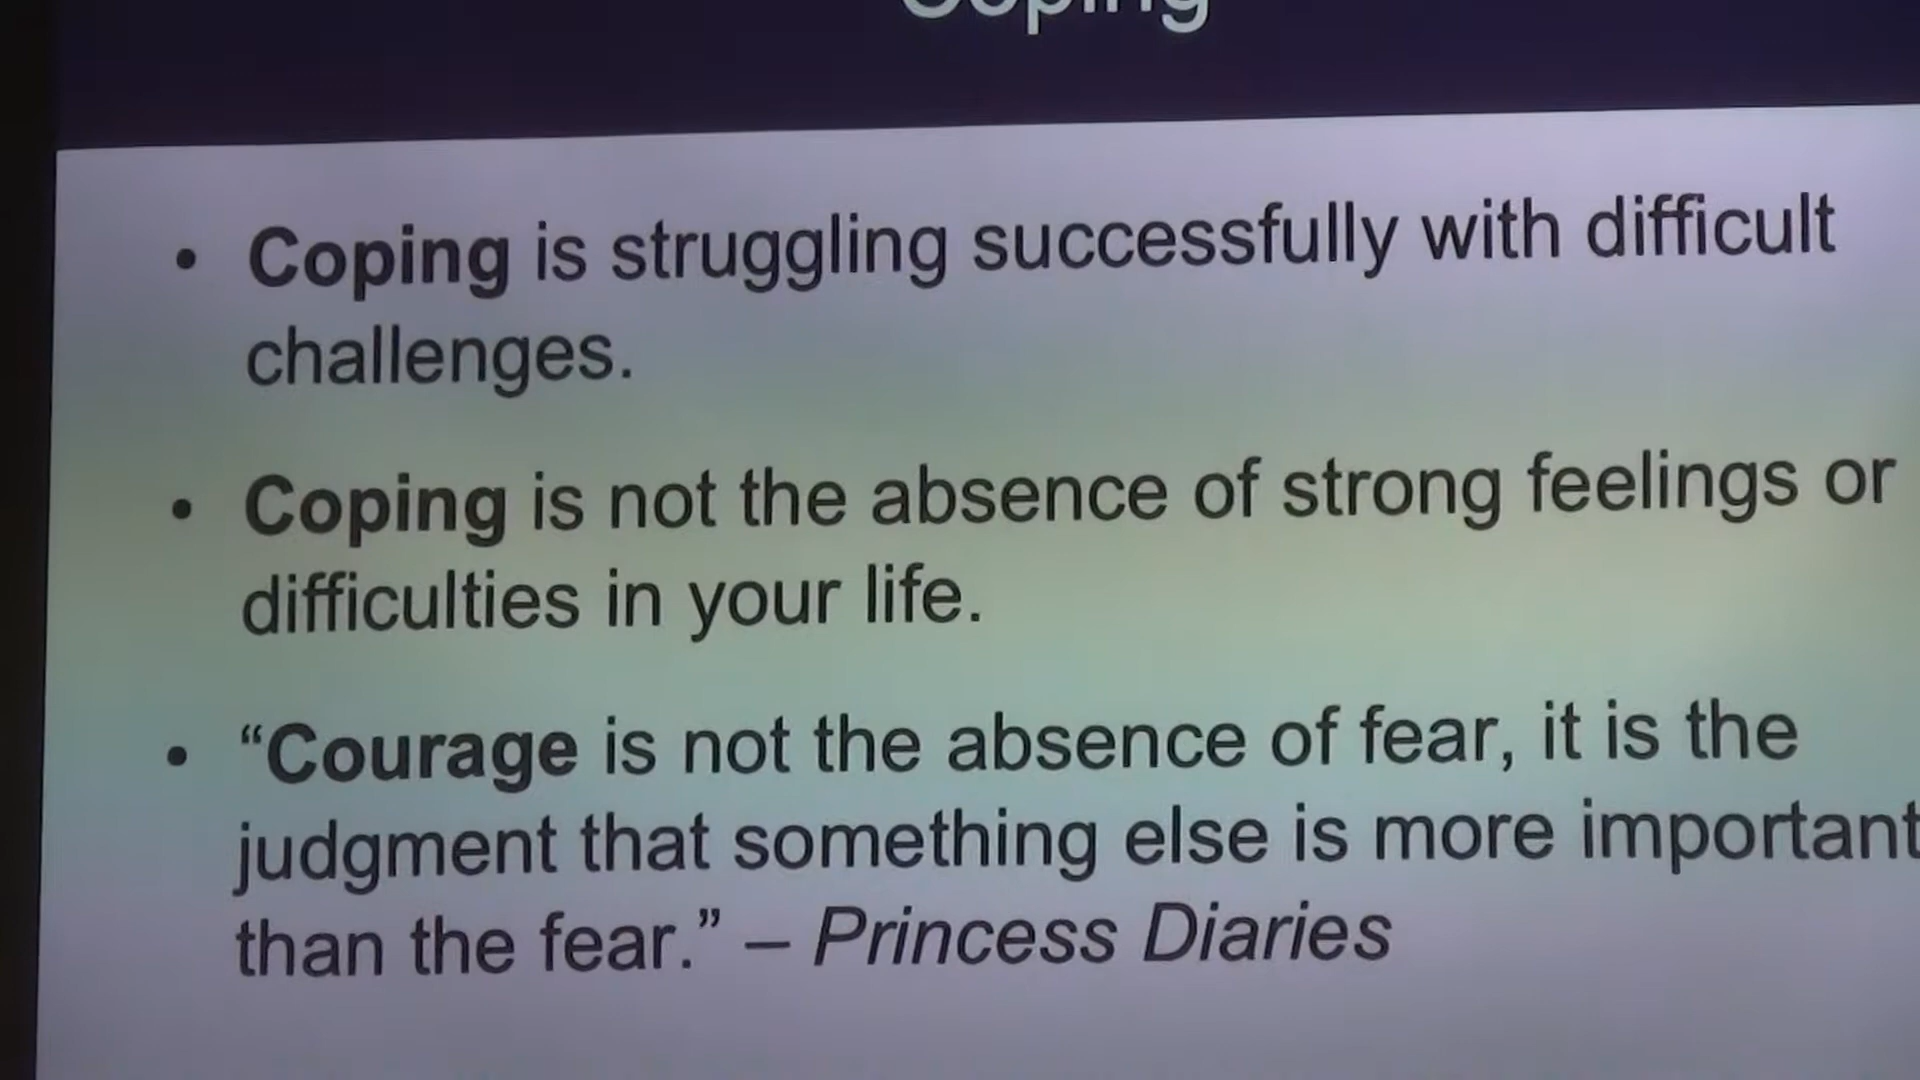 Coping
• Coping is struggling successfully with difficult
challenges.
• Coping is not the absence of strong feelings or
difficulties in your life.
• “Courage is not the absence of fear, it is the
judgment that something else is more important
than the fear.” – Princess Diaries